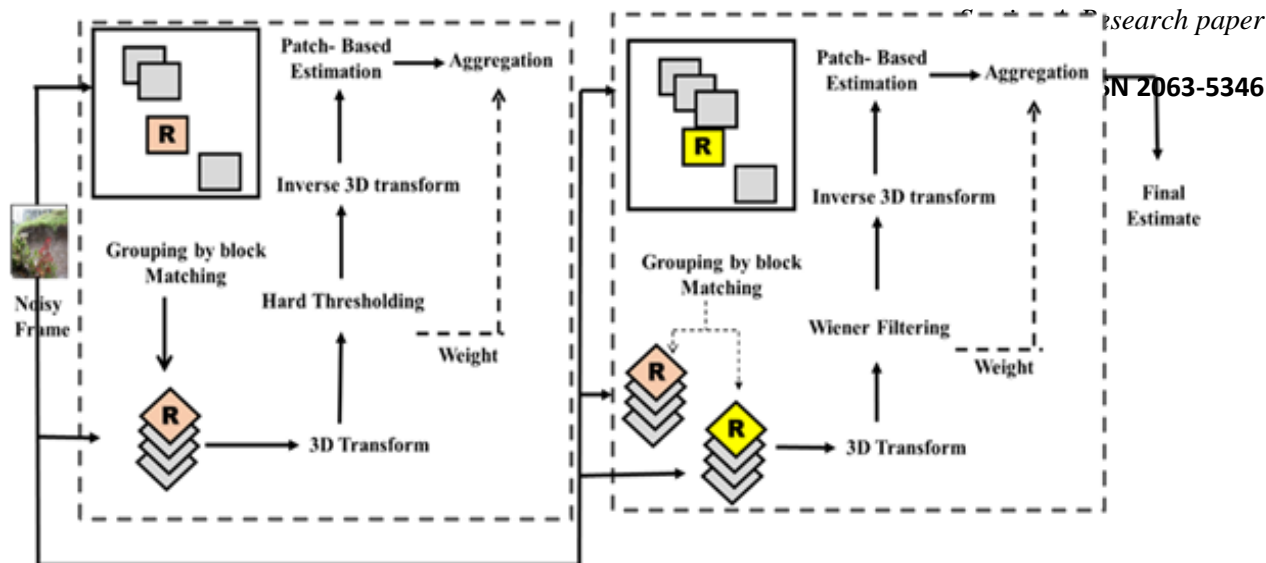 Research paper
SN 2063-5346
Patch- Based
Estimation
Aggregation
R
Inverse 3D transform
Grouping by block
Matching
Hard Thresholding
Noisy
Frame
Weight
R
3D Transform
Patch- Based
Estimation
Aggregation
R
Inverse 3D transform
Final
Estimate
Grouping by block
Matching
Wiener Filtering
Weight
R
R
3D Transform